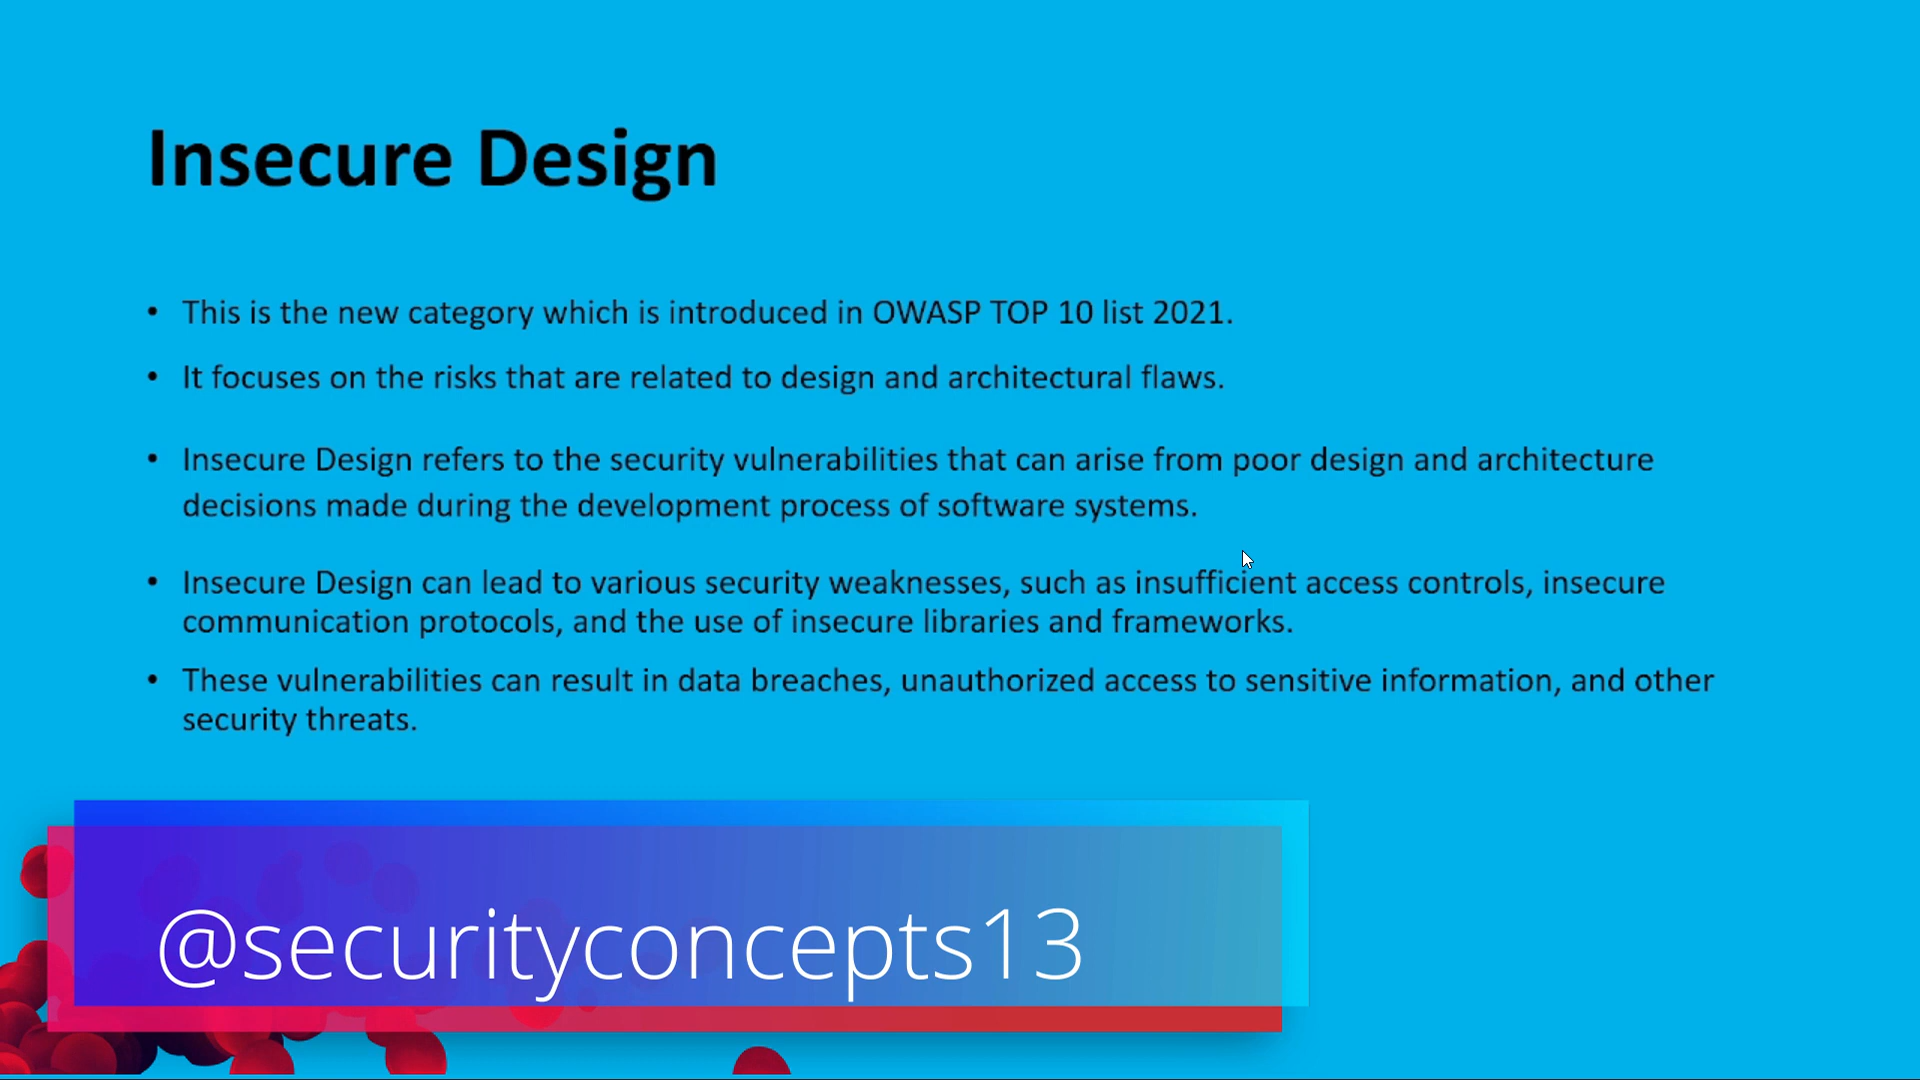 Insecure Design
• This is the new category which is introduced in OWASP TOP 10 list 2021.
• It focuses on the risks that are related to design and architectural flaws.
• Insecure Design refers to the security vulnerabilities that can arise from poor design and architecture
decisions made during the development process of software systems.
• Insecure Design can lead to various security weaknesses, such as insufficient access controls, insecure
communication protocols, and the use of insecure libraries and frameworks.
• These vulnerabilities can result in data breaches, unauthorized access to sensitive information, and other
security threats.
@securityconcepts13